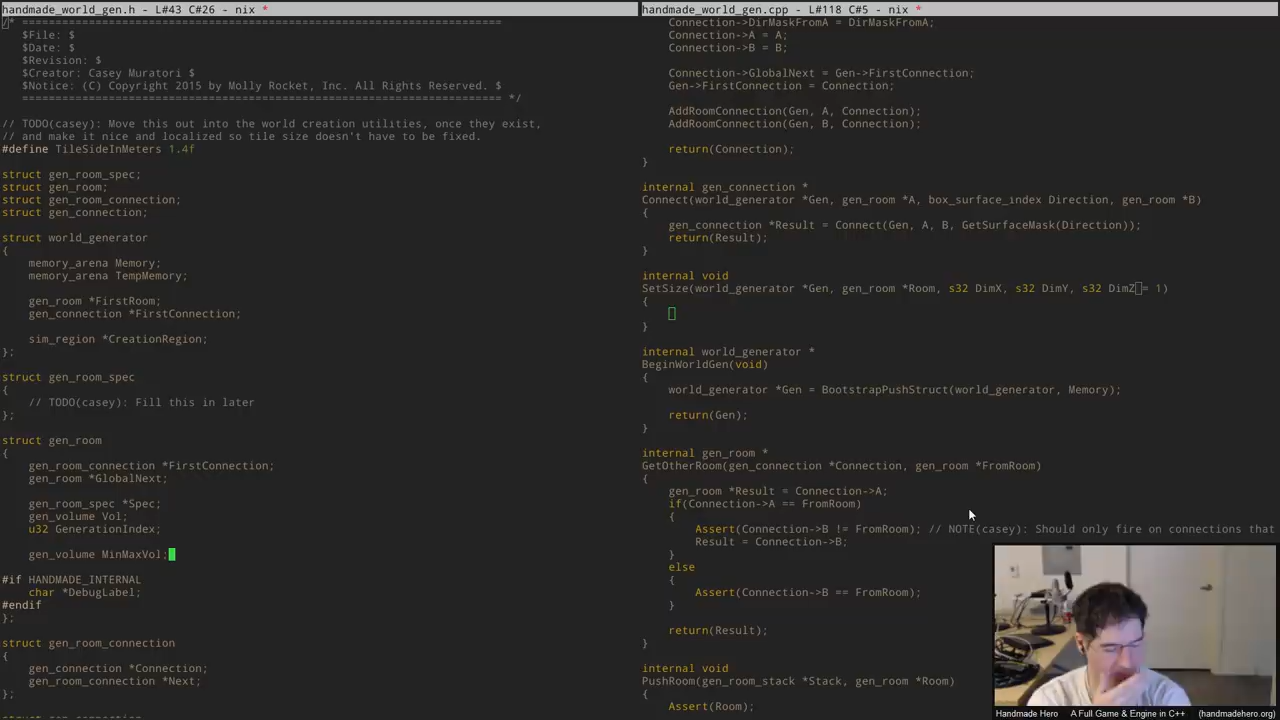 handmade_world_gen.h - L#43 C#26 - nix *
/* ========================================================================
$File: $
$Date: $
$Revision: $
$Creator: Casey Muratori $
$Notice: (C) Copyright 2015 by Molly Rocket, Inc. All Rights Reserved. $
======================================================================== */
// TODO(casey): Move this out into the world creation utilities, once they exist,
// and make it nice and localized so tile size doesn't have to be fixed.
#define TileSideInMeters 1.4f
struct gen_room_spec;
struct gen_room;
struct gen_room_connection;
struct gen_connection;
struct world_generator
{
memory_arena Memory;
memory_arena TempMemory;
gen_room *FirstRoom;
gen_connection *FirstConnection;
sim_region *CreationRegion;
};
struct gen_room_spec
{
// TODO(casey): Fill this in later
};
struct gen_room
{
gen_room_connection *FirstConnection;
gen_room *GlobalNext;
gen_room_spec *Spec;
gen_volume Vol;
u32 GenerationIndex;
gen_volume MinMaxVol;
#if HANDMADE_INTERNAL
char *DebugLabel;
#endif
};
struct gen_room_connection
{
gen_connection *Connection;
gen_room_connection *Next;
};
handmade_world_gen.cpp - L#118 C#5 - nix *
Connection->DirMaskFromA = DirMaskFromA;
Connection->A = A;
Connection->B = B;
Connection->GlobalNext = Gen->FirstConnection;
Gen->FirstConnection = Connection;
AddRoomConnection(Gen, A, Connection);
AddRoomConnection(Gen, B, Connection);
return(Connection);
}
internal gen_connection *
Connect(world_generator *Gen, gen_room *A, box_surface_index Direction, gen_room *B)
{
gen_connection *Result = Connect(Gen, A, B, GetSurfaceMask(Direction));
return(Result);
}
internal void
SetSize(world_generator *Gen, gen_room *Room, s32 DimX, s32 DimY, s32 DimZ = 1)
{
}
internal world_generator *
BeginWorldGen(void)
{
world_generator *Gen = BootstrapPushStruct(world_generator, Memory);
return(Gen);
}
internal gen_room *
GetOtherRoom(gen_connection *Connection, gen_room *FromRoom)
{
gen_room *Result = Connection->A;
if(Connection->A == FromRoom)
{
Assert(Connection->B != FromRoom); // NOTE(casey): Should only fire on connections that
Result = Connection->B;
}
else
{
Assert(Connection->B == FromRoom);
}
return(Result);
}
internal void
PushRoom(gen_room_stack *Stack, gen_room *Room)
{
Assert(Room);
Handmade Hero A Full Game & Engine in C++ (handmadehero.org)